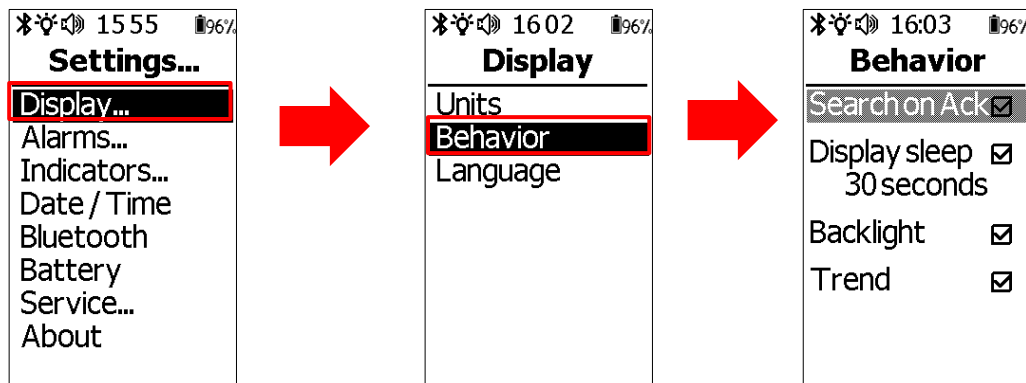 15 55 96%
Settings...
Display...
Alarms...
Indicators...
Date / Time
Bluetooth
Battery
Service...
About
16 02 96%
Display
Units
Behavior
Language
16:03 96%
Behavior
Search on Ack
Display sleep
30 seconds
Backlight
Trend